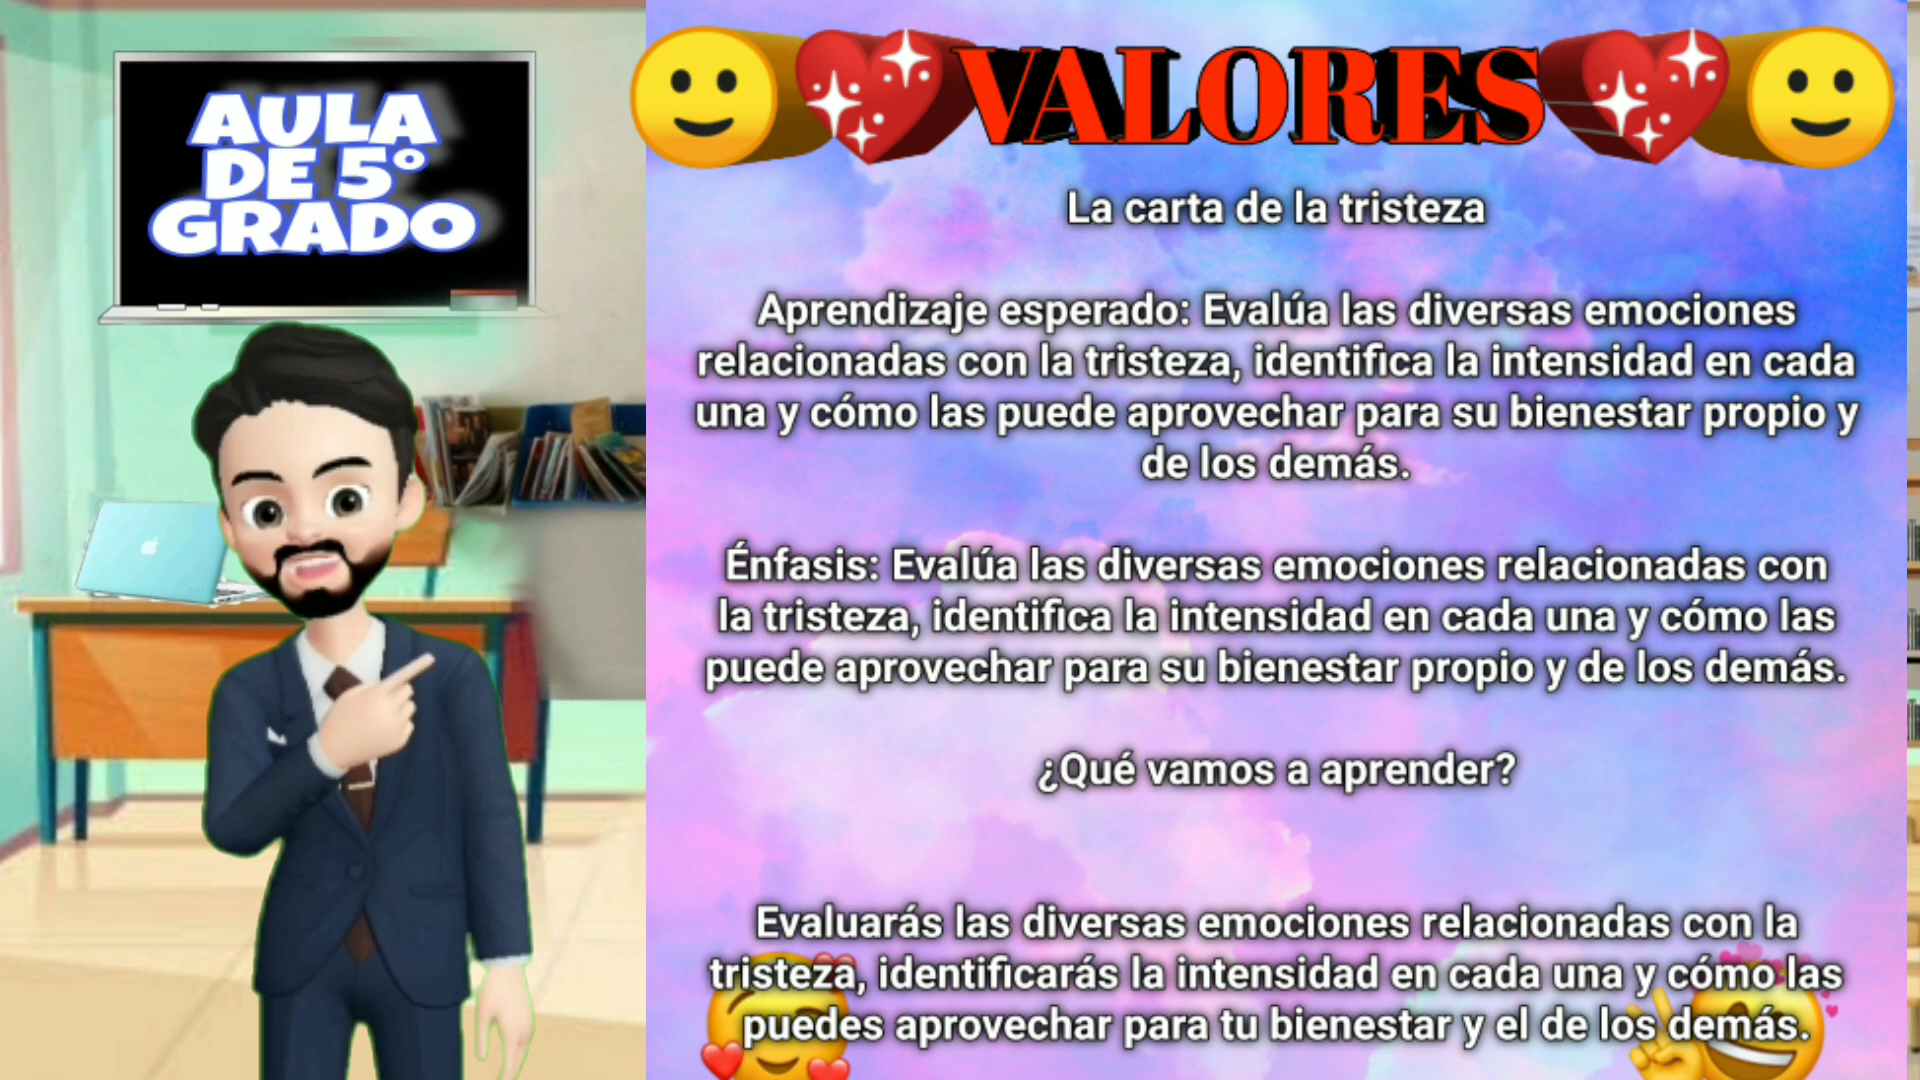 AULA
DE 5°
GRADO
VALORES
La carta de la tristeza
Aprendizaje esperado: Evalúa las diversas emociones
relacionadas con la tristeza, identifica la intensidad en cada
una y cómo las puede aprovechar para su bienestar propio y
de los demás.
Énfasis: Evalúa las diversas emociones relacionadas con
la tristeza, identifica la intensidad en cada una y cómo las
puede aprovechar para su bienestar propio y de los demás.
¿Qué vamos a aprender?
Evaluarás las diversas emociones relacionadas con la
tristeza, identificarás la intensidad en cada una y cómo las
puedes aprovechar para tu bienestar y el de los demás.